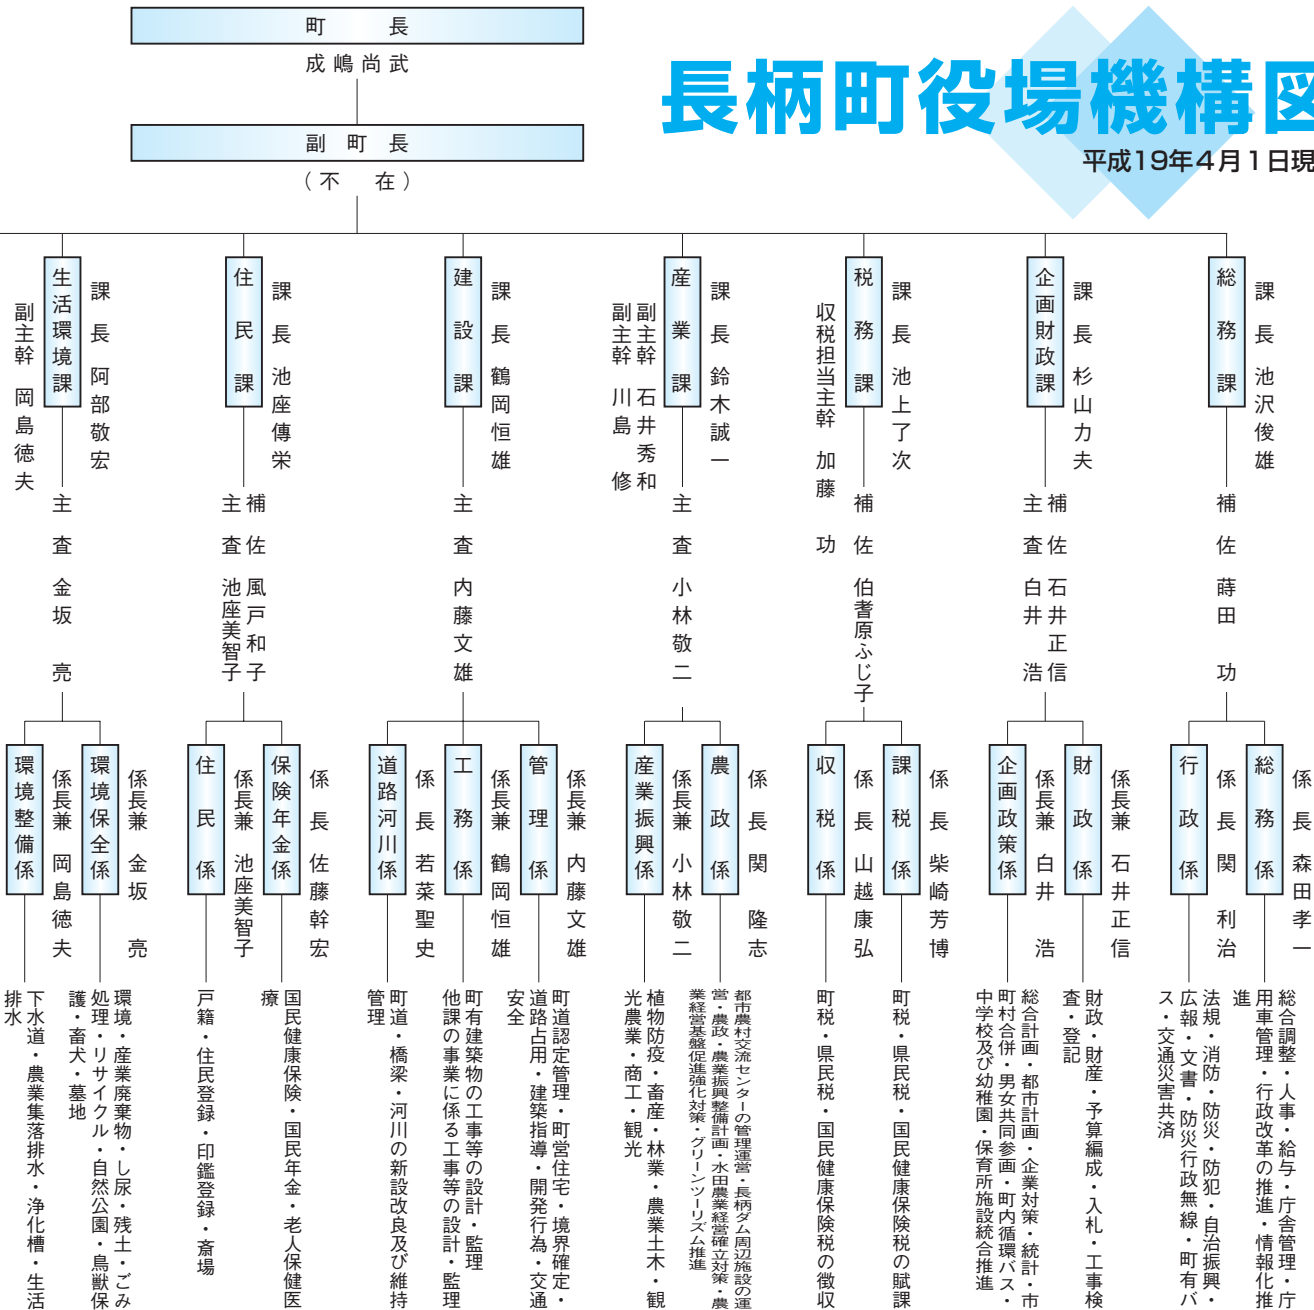 長柄町役場機構図
平成19年4月1日現
町長
成嶋尚武
副町長
（不在）
総務課
課長 池沢俊雄
補佐 蒔田 功
総務係
係長 森田孝一
総合調整・人事・給与・庁舎管理・庁
用車管理・行政改革の推進・情報化推
進
行政係
係長 関 利治
法規・消防・防災・防犯・自治振興・
広報・文書・防災行政無線・町有バ
ス・交通災害共済
企画財政課
課長 杉山力夫
補佐 石井正信
主査 白井 浩
財政係
係長兼 石井正信
財政・財産・予算編成・入札・工事検
査・登記
企画政策係
係長兼 白井 浩
総合計画・都市計画・企業対策・統計・市
町村合併・男女共同参画・町内循環バス・
中学校及び幼稚園・保育所施設統合推進
税務課
課長 池上了次
収税担当主幹 加藤 功
補佐 伯耆原ふじ子
課税係
係長 柴崎芳博
町税・県民税・国民健康保険税の賦課
収税係
係長 山越康弘
町税・県民税・国民健康保険税の徴収
産業課
課長 鈴木誠一
副主幹 石井秀和
副主幹 川島 修
主査 小林敬二
農政係
係長 関 隆志
都市農村交流センターの管理運営・長柄ダム周辺施設の運
営・農政・農業振興整備計画・水田農業経営確立対策・農
業経営基盤促進強化対策・グリーンツーリズム推進
産業振興係
係長兼 小林敬二
植物防疫・畜産・林業・農業土木・観
光農業・商工・観光
建設課
課長 鶴岡恒雄
主査 内藤文雄
管理係
係長兼 内藤文雄
町道認定管理・町営住宅・境界確定・
道路占用・建築指導・開発行為・交通
安全
工務係
係長兼 鶴岡恒雄
町有建築物の工事等の設計・監理
他課の事業に係る工事等の設計・監理
道路河川係
係長 若菜聖史
町道・橋梁・河川の新設改良及び維持
管理
住民課
課長 池座傳栄
補佐 風戸和子
主査 池座美智子
保険年金係
係長 佐藤幹宏
国民健康保険・国民年金・老人保健医
療
住民係
係長兼 池座美智子
戸籍・住民登録・印鑑登録・斎場
生活環境課
課長 阿部敬宏
副主幹 岡島徳夫
主査 金坂 亮
環境保全係
係長兼 金坂 亮
環境・産業廃棄物・し尿・残土・ごみ
処理・リサイクル・自然公園・鳥獣保
護・畜犬・墓地
環境整備係
係長兼 岡島徳夫
下水道・農業集落排水・浄化槽・生活
排水